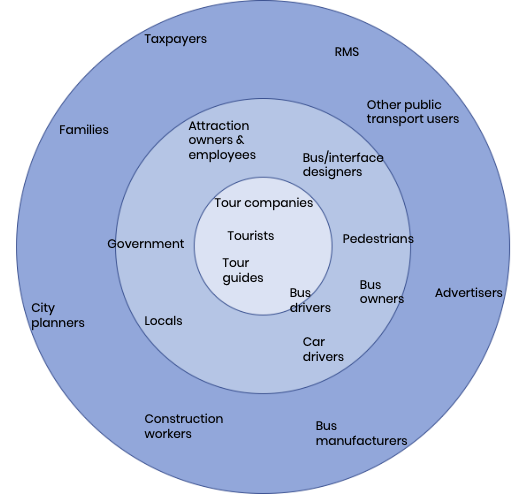 Taxpayers
RMS
Other public
transport users
Families
Attraction
owners &
employees
Bus/interface
designers
Tour companies
Tourists
Pedestrians
Government
Tour
guides
Bus
drivers
Bus
owners
Advertisers
City
planners
Locals
Car
drivers
Construction
workers
Bus
manufacturers